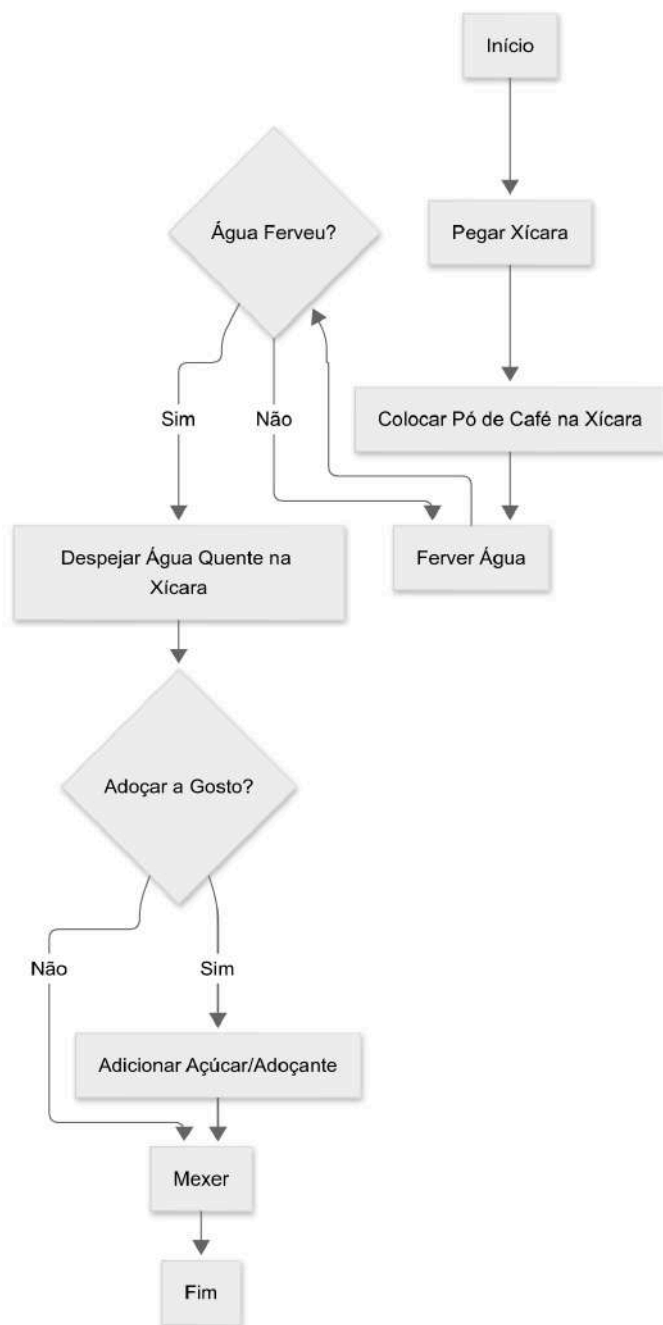 Início
Pegar Xícara
Colocar Pó de Café na Xícara
Ferver Água
Água Ferveu?
Não
Sim
Despejar Água Quente na
Xícara
Adoçar a Gosto?
Não
Sim
Adicionar Açúcar/Adoçante
Mexer
Fim